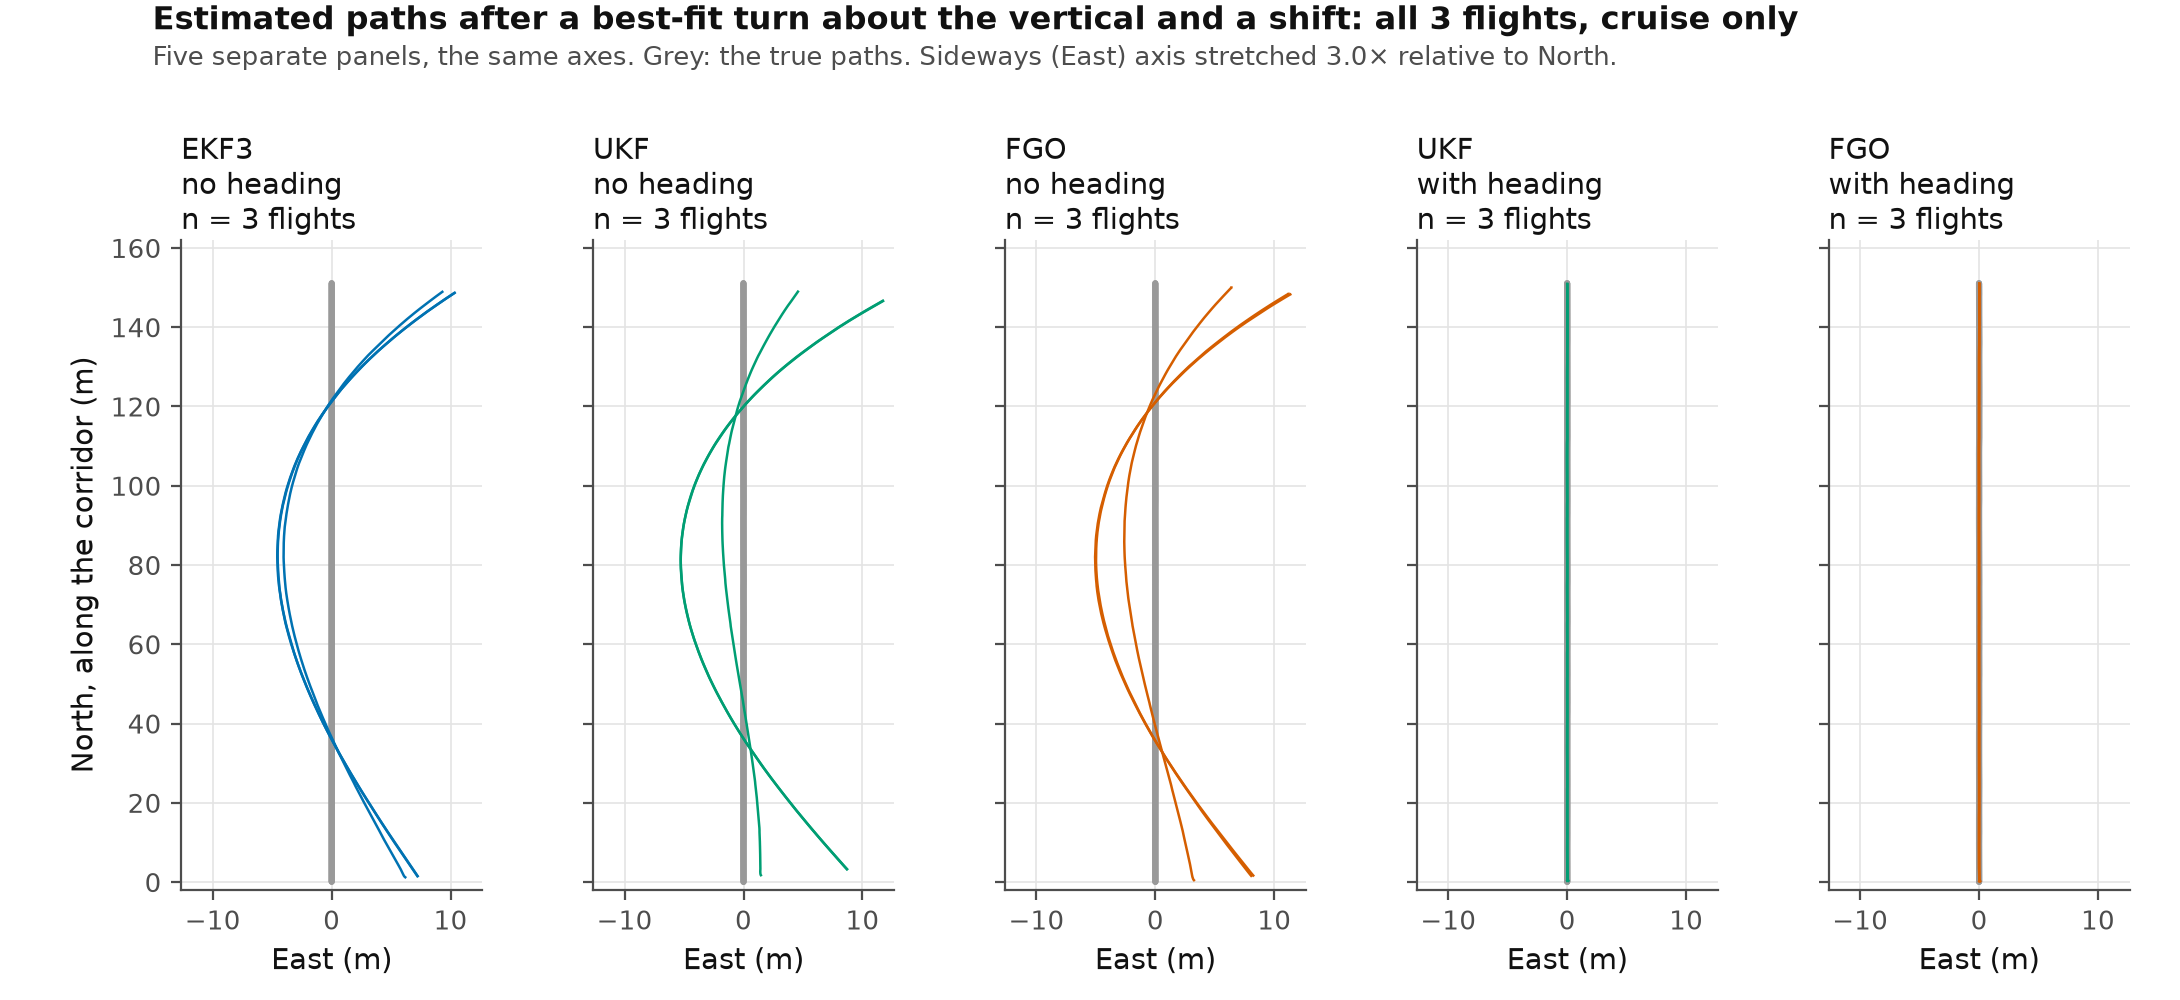 Estimated paths after a best-fit turn about the vertical and a shift: all 3 flights, cruise only
Five separate panels, the same axes. Grey: the true paths. Sideways (East) axis stretched 3.0× relative to North.
EKF3
no heading
n = 3 flights
UKF
no heading
n = 3 flights
FGO
no heading
n = 3 flights
UKF
with heading
n = 3 flights
FGO
with heading
n = 3 flights
North, along the corridor (m)
160
140
120
100
80
60
40
20
0
−10 0 10
−10 0 10
−10 0 10
−10 0 10
−10 0 10
East (m)
East (m)
East (m)
East (m)
East (m)